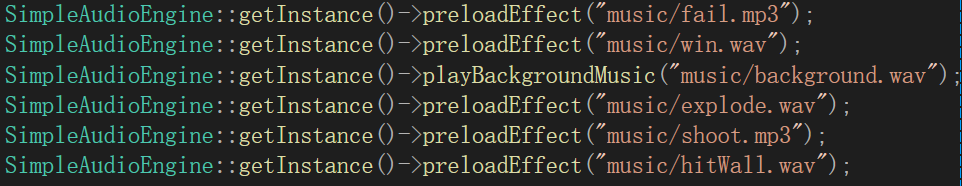 SimpleAudioEngine::getInstance()->preloadEffect("music/fail.mp3");
SimpleAudioEngine::getInstance()->preloadEffect("music/win.wav");
SimpleAudioEngine::getInstance()->playBackgroundMusic("music/background.wav");
SimpleAudioEngine::getInstance()->preloadEffect("music/explode.wav");
SimpleAudioEngine::getInstance()->preloadEffect("music/shoot.mp3");
SimpleAudioEngine::getInstance()->preloadEffect("music/hitWall.wav");